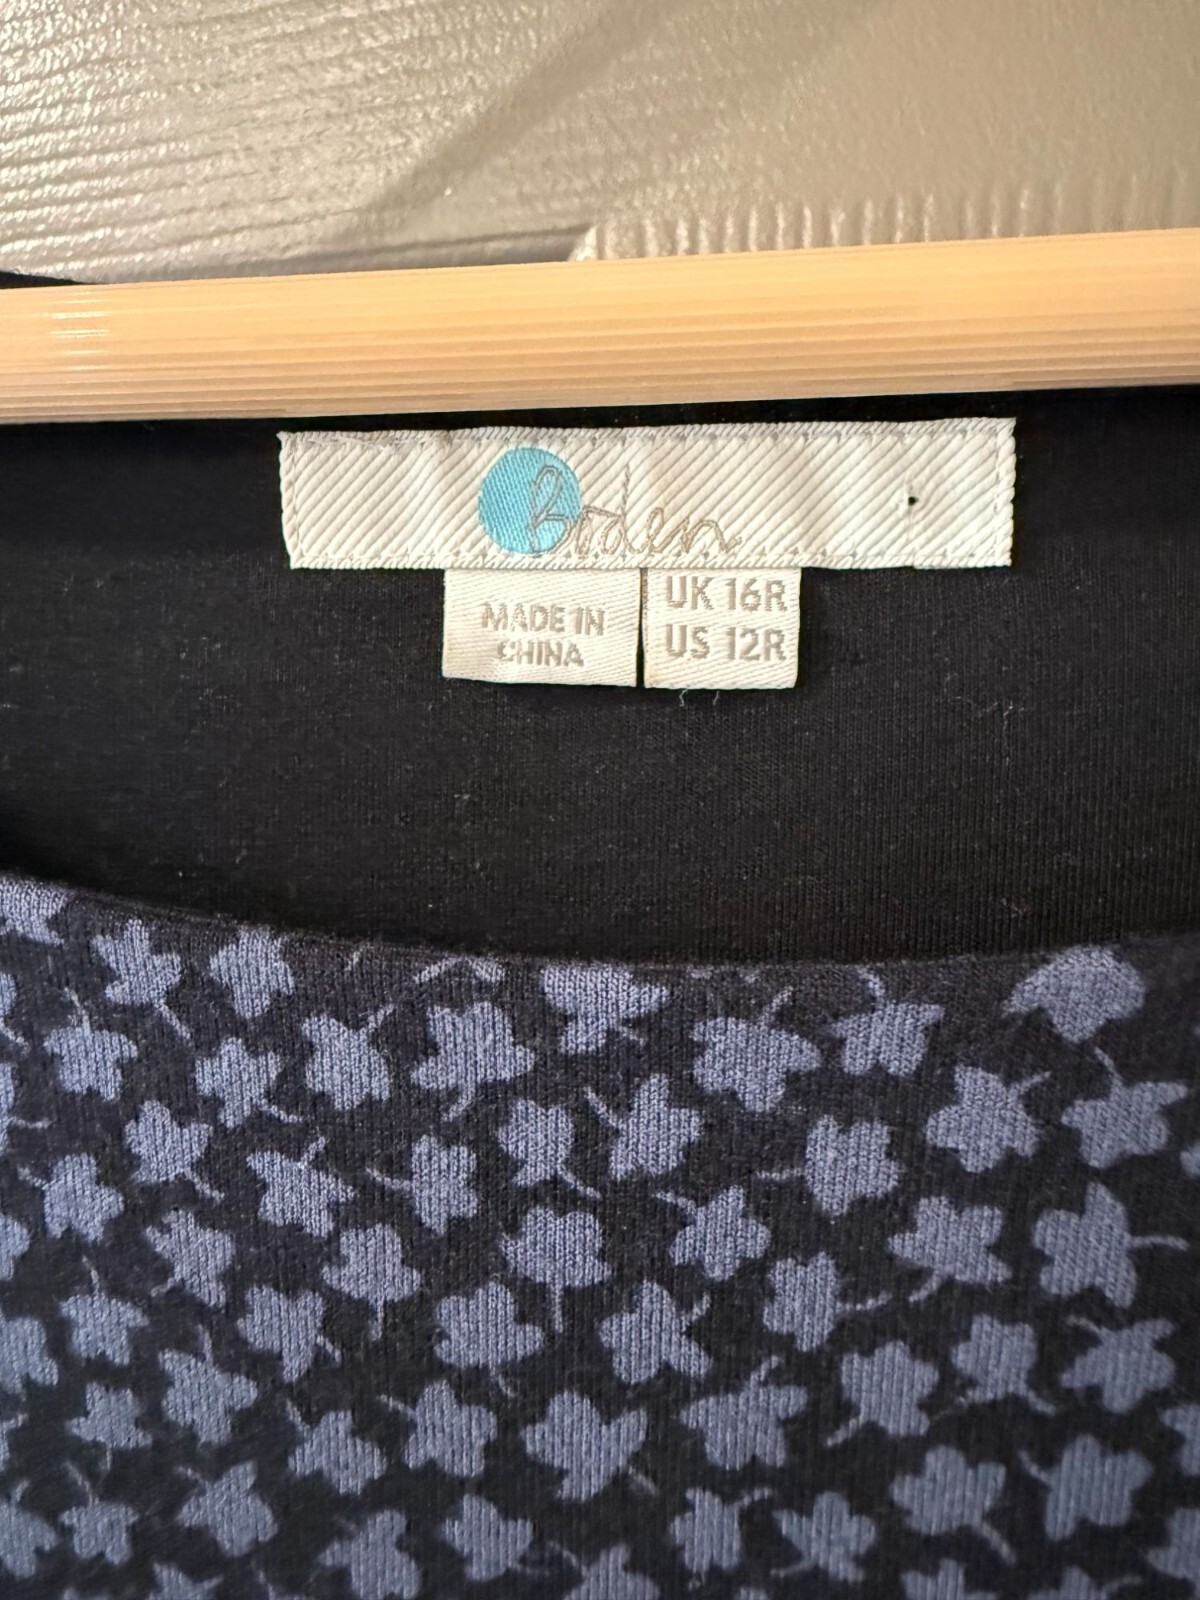 Boden
MADE IN
CHINA
UK 16R
US 12R